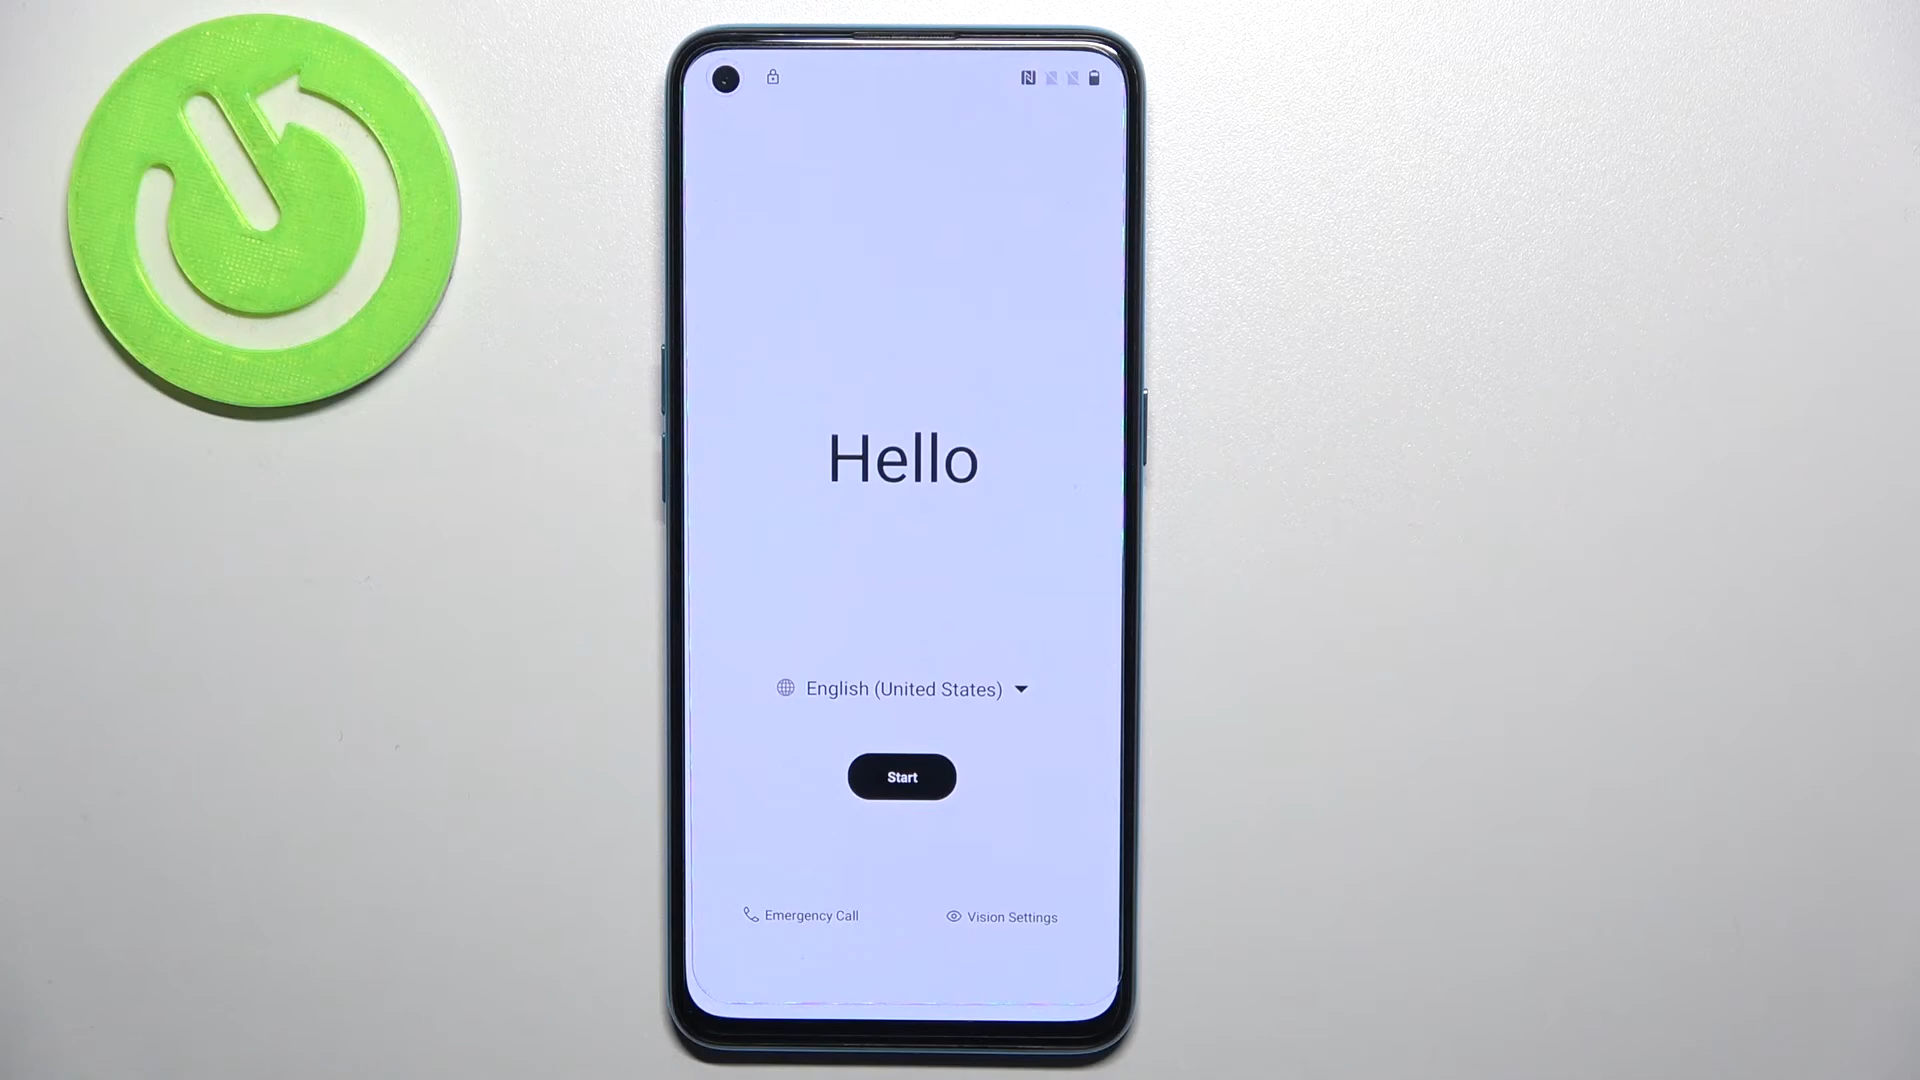 Hello
English (United States)
Start
Emergency Call
Vision Settings